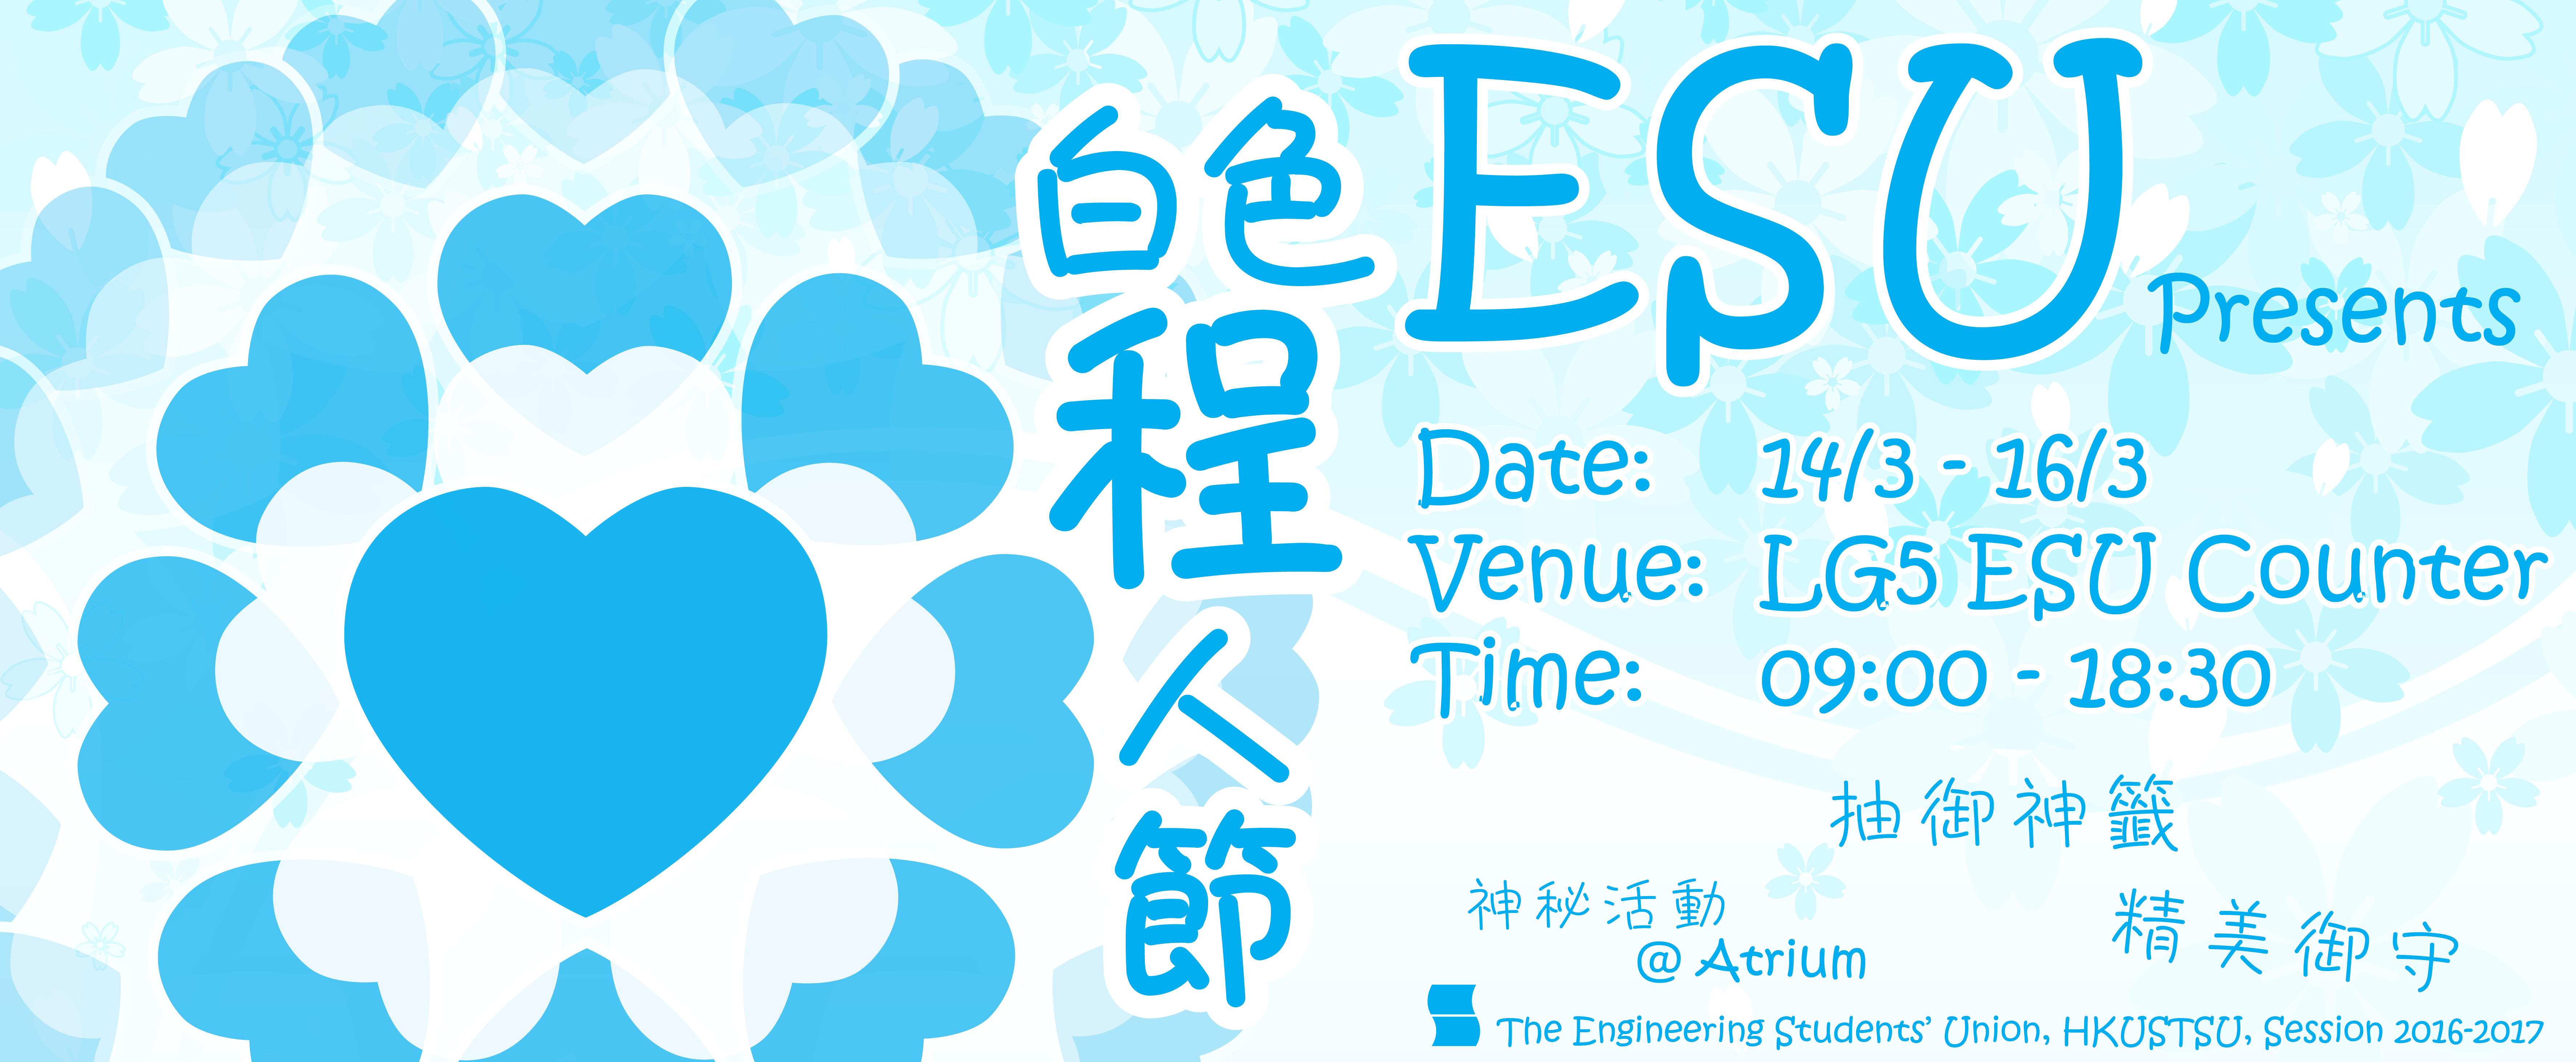 白色
程
人
節
ESU Presents
Date: 14/3 - 16/3
Venue: LG5 ESU Counter
Time: 09:00 - 18:30
抽御神籤
神秘活動
@ Atrium
精美御守
The Engineering Students' Union, HKUSTSU, Session 2016-2017